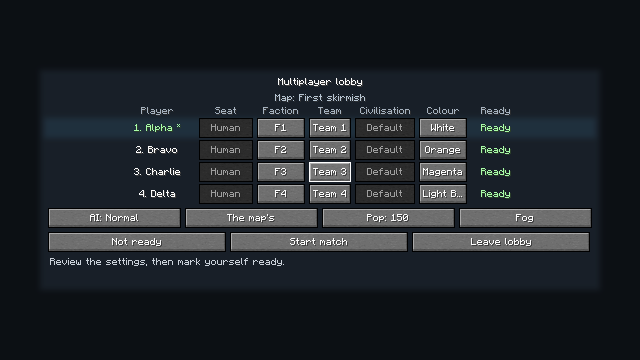 Multiplayer lobby
Map: First skirmish
Player Seat Faction Team Civilisation Colour Ready
1. Alpha * Human F1 Team 1 Default White Ready
2. Bravo Human F2 Team 2 Default Orange Ready
3. Charlie Human F3 Team 3 Default Magenta Ready
4. Delta Human F4 Team 4 Default Light B... Ready
AI: Normal The map's Pop: 150 Fog
Not ready Start match Leave lobby
Review the settings, then mark yourself ready.